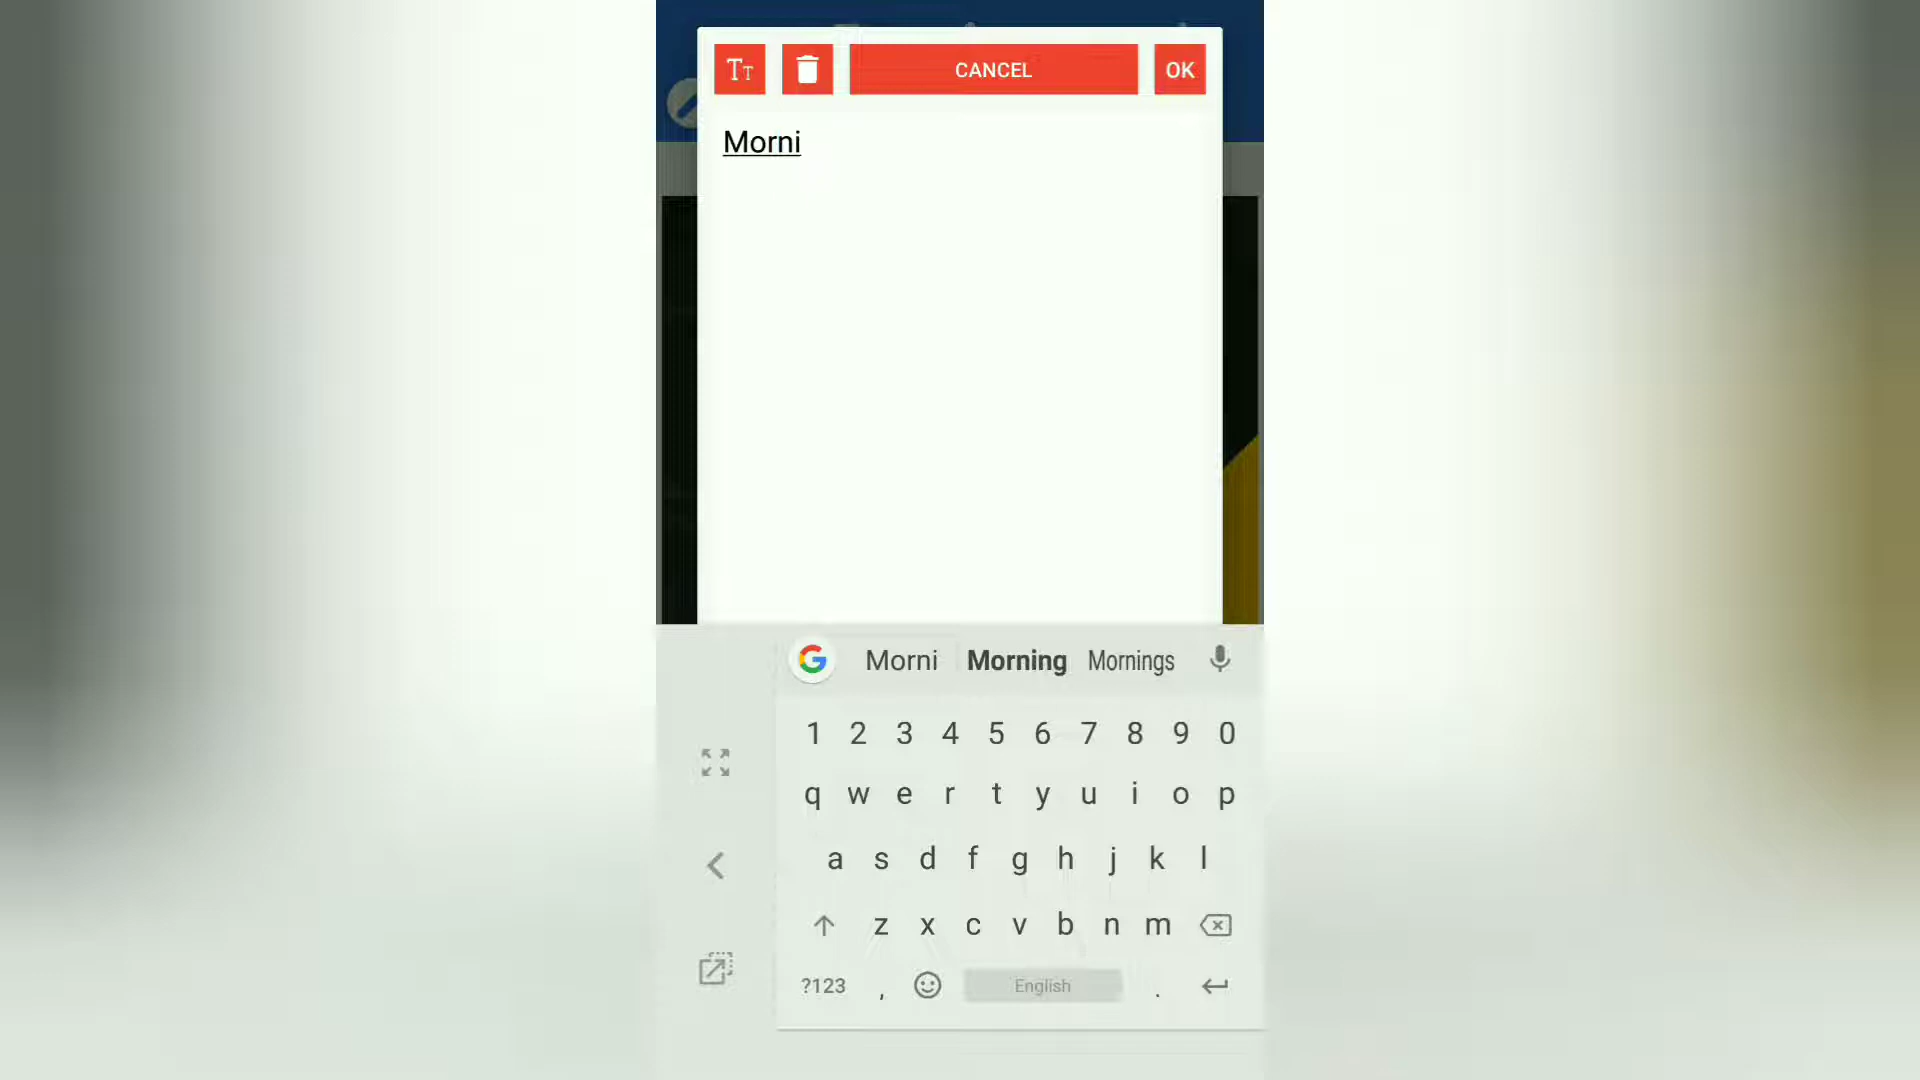 Tт CANCEL OK
Morni
G Morni Morning Mornings
1 2 3 4 5 6 7 8 9 0
q w e r t y u i o p
a s d f g h j k l
z x c v b n m
?123 , English .